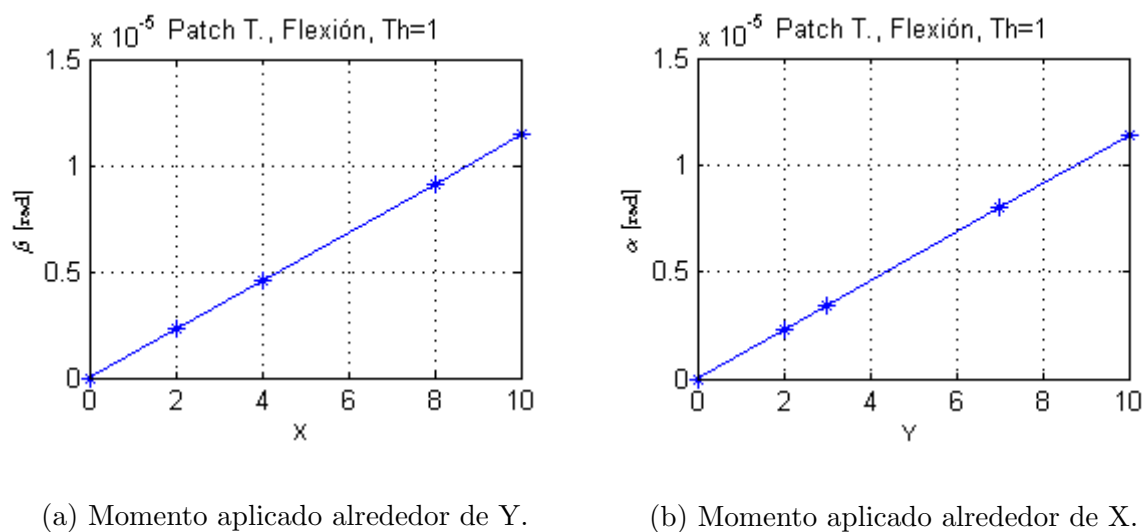 x 10^-5 Patch T., Flexión, Th=1
1.5
1
0.5
0
β [rad]
0 2 4 6 8 10
X
(a) Momento aplicado alrededor de Y.
x 10^-5 Patch T., Flexión, Th=1
1.5
1
0.5
0
α [rad]
0 2 4 6 8 10
Y
(b) Momento aplicado alrededor de X.